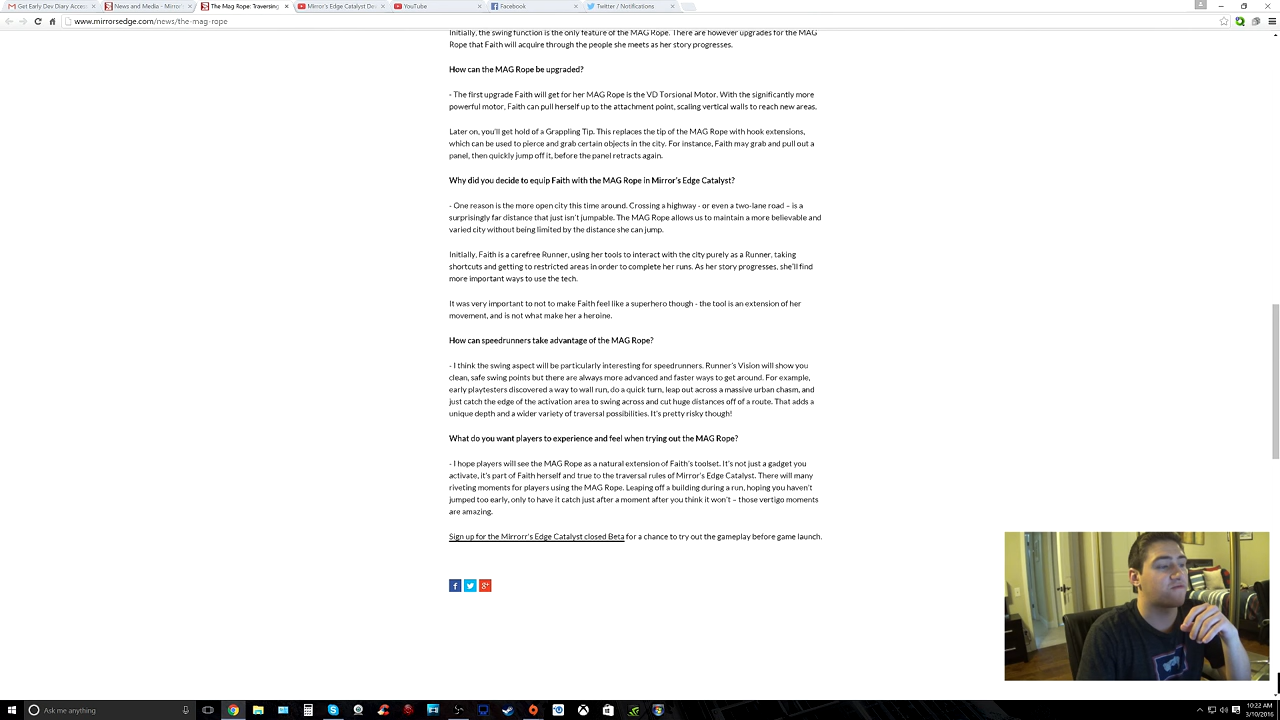 Get Early Dev Diary Acces
News and Media - Mirror
The Mag Rope: Traversing
Mirror's Edge Catalyst De
YouTube
Facebook
Twitter / Notifications
www.mirrorsedge.com/news/the-mag-rope
Initially, the swing function is the only feature of the MAG Rope. There are however upgrades for the MAG
Rope that Faith will acquire through the people she meets as her story progresses.
How can the MAG Rope be upgraded?
- The first upgrade Faith will get for her MAG Rope is the VD Torsional Motor. With the significantly more
powerful motor, Faith can pull herself up to the attachment point, scaling vertical walls to reach new areas.
Later on, you'll get hold of a Grappling Tip. This replaces the tip of the MAG Rope with hook extensions,
which can be used to pierce and grab certain objects in the city. For instance, Faith may grab and pull out a
panel, then quickly jump off it, before the panel retracts again.
Why did you decide to equip Faith with the MAG Rope in Mirror's Edge Catalyst?
- One reason is the more open city this time around. Crossing a highway - or even a two-lane road – is a
surprisingly far distance that just isn't jumpable. The MAG Rope allows us to maintain a more believable and
varied city without being limited by the distance she can jump.
Initially, Faith is a carefree Runner, using her tools to interact with the city purely as a Runner, taking
shortcuts and getting to restricted areas in order to complete her runs. As her story progresses, she'll find
more important ways to use the tech.
It was very important to not to make Faith feel like a superhero though - the tool is an extension of her
movement, and is not what make her a heroine.
How can speedrunners take advantage of the MAG Rope?
- I think the swing aspect will be particularly interesting for speedrunners. Runner's Vision will show you
clean, safe swing points but there are always more advanced and faster ways to get around. For example,
early playtesters discovered a way to wall run, do a quick turn, leap out across a massive urban chasm, and
just catch the edge of the activation area to swing across and cut huge distances off of a route. That adds a
unique depth and a wider variety of traversal possibilities. It's pretty risky though!
What do you want players to experience and feel when trying out the MAG Rope?
- I hope players will see the MAG Rope as a natural extension of Faith's toolset. It's not just a gadget you
activate, it's part of Faith herself and true to the traversal rules of Mirror's Edge Catalyst. There will many
riveting moments for players using the MAG Rope. Leaping off a building during a run, hoping you haven't
jumped too early, only to have it catch just after a moment after you think it won't – those vertigo moments
are amazing.
Sign up for the Mirrorr's Edge Catalyst closed Beta for a chance to try out the gameplay before game launch.
Ask me anything
10:22 AM
3/10/2016